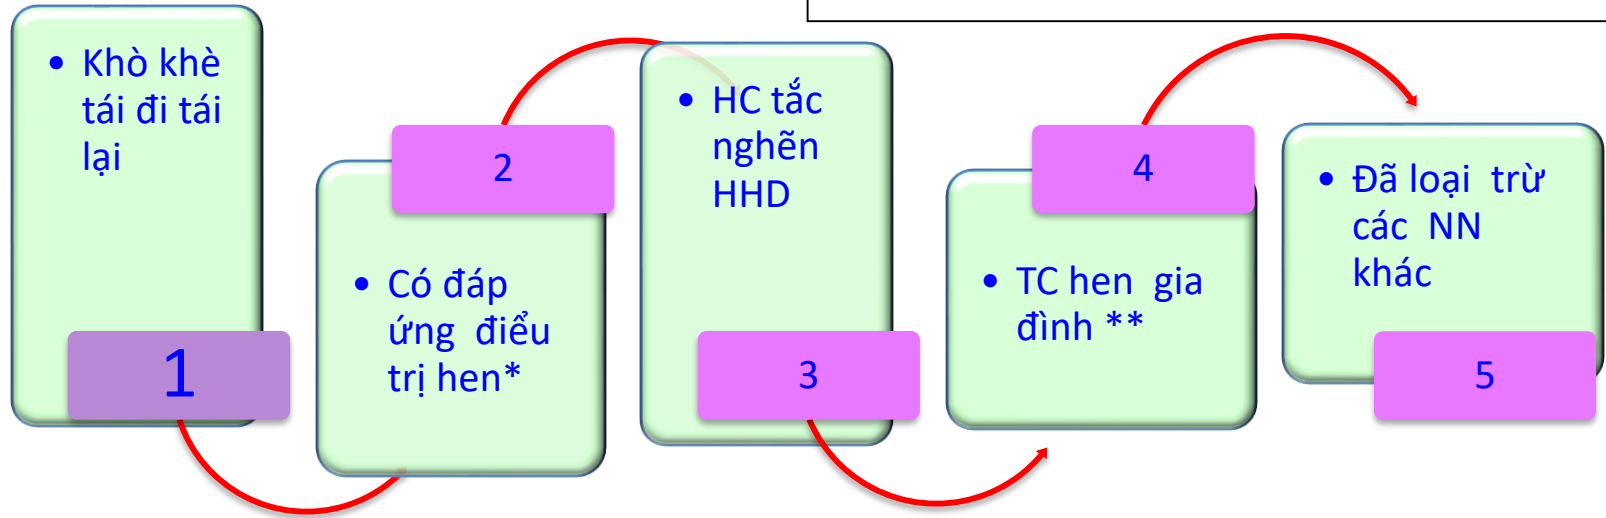 • Khò khè
tái đi tái
lại
1
2
• Có đáp
ứng điểu
trị hen*
• HC tắc
nghẽn
HHD
3
4
• TC hen gia
đình **
• Đã loại trừ
các NN
khác
5